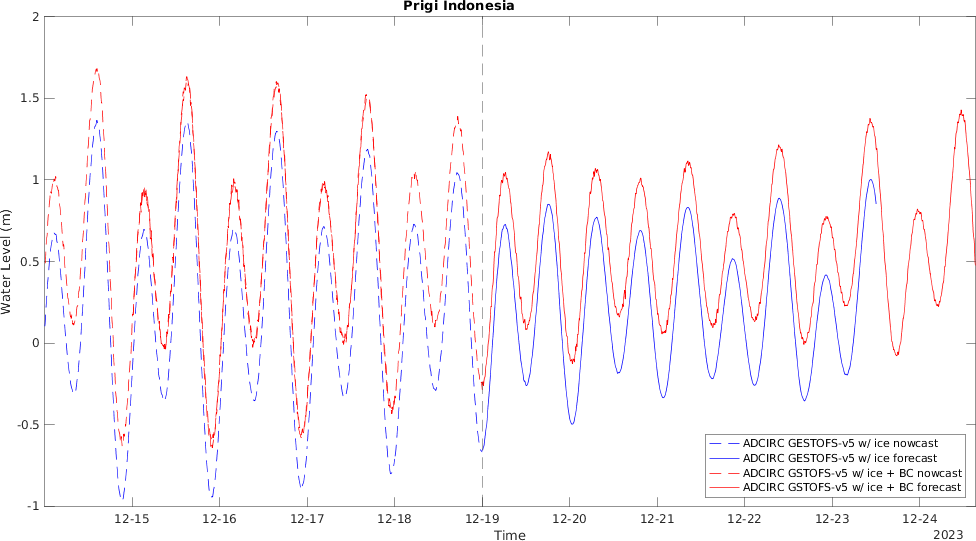 Prigi Indonesia
2
1.5
1
0.5
0
-0.5
-1
Water Level (m)
ADCIRC GESTOFS-v5 w/ ice nowcast
ADCIRC GESTOFS-v5 w/ ice forecast
ADCIRC GSTOFS-v5 w/ ice + BC nowcast
ADCIRC GSTOFS-v5 w/ ice + BC forecast
12-15 12-16 12-17 12-18 12-19 12-20 12-21 12-22 12-23 12-24
Time
2023